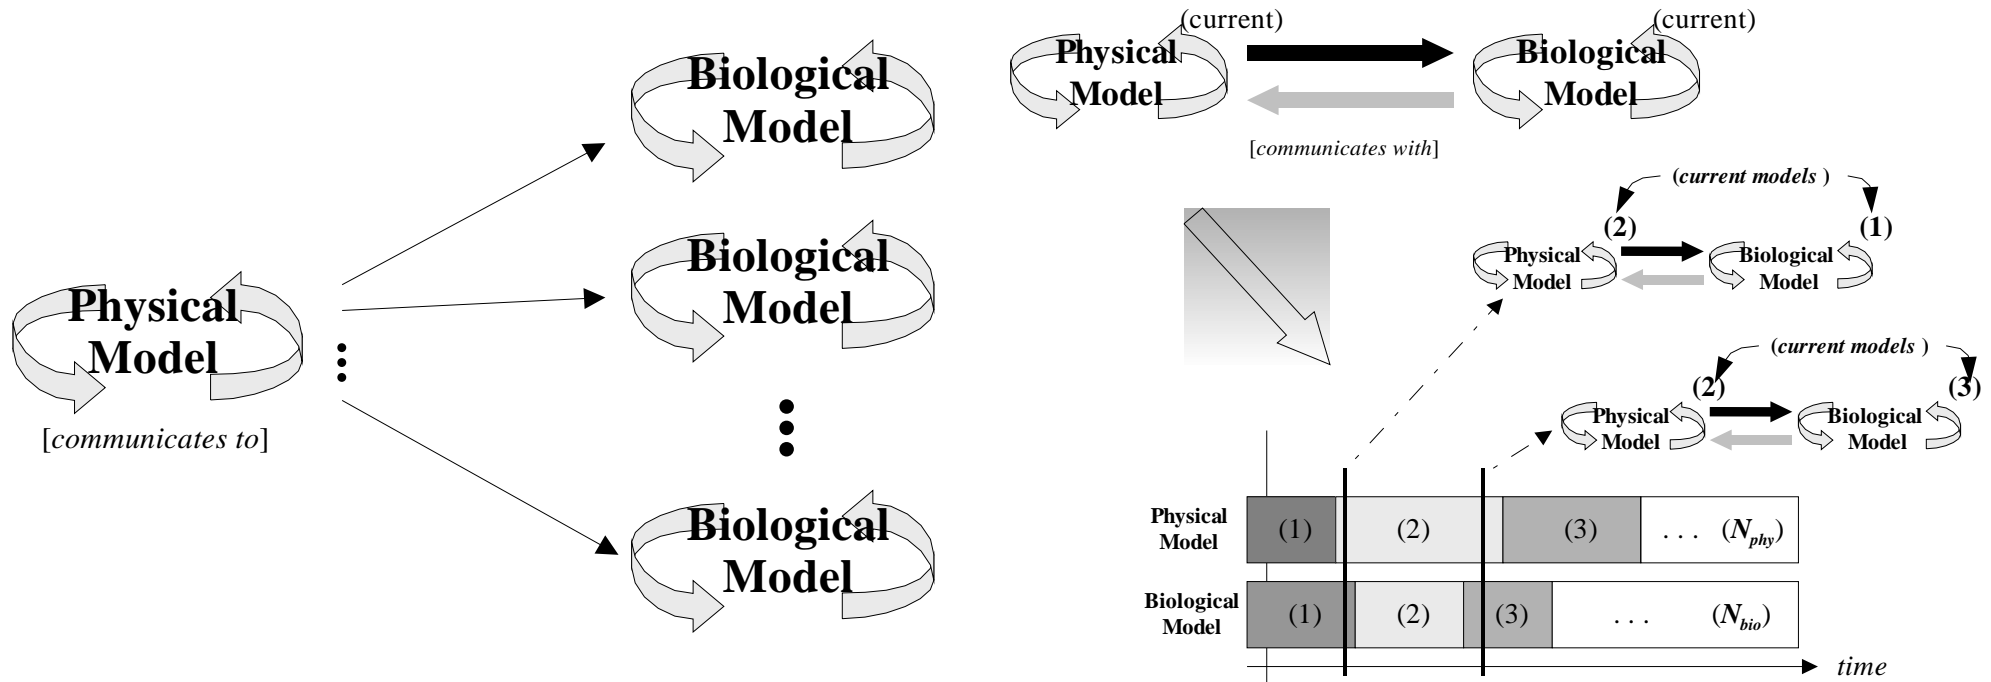 Physical
Model
[communicates to]
Biological
Model
Biological
Model
Biological
Model
(current)
Physical
Model
(current)
Biological
Model
[communicates with]
(current models )
(2)
(1)
Physical
Model
Biological
Model
(current models )
(2)
(3)
Physical
Model
Biological
Model
Physical
Model
(1) (2) (3) . . . (Nphy)
Biological
Model
(1) (2) (3) . . . (Nbio)
time